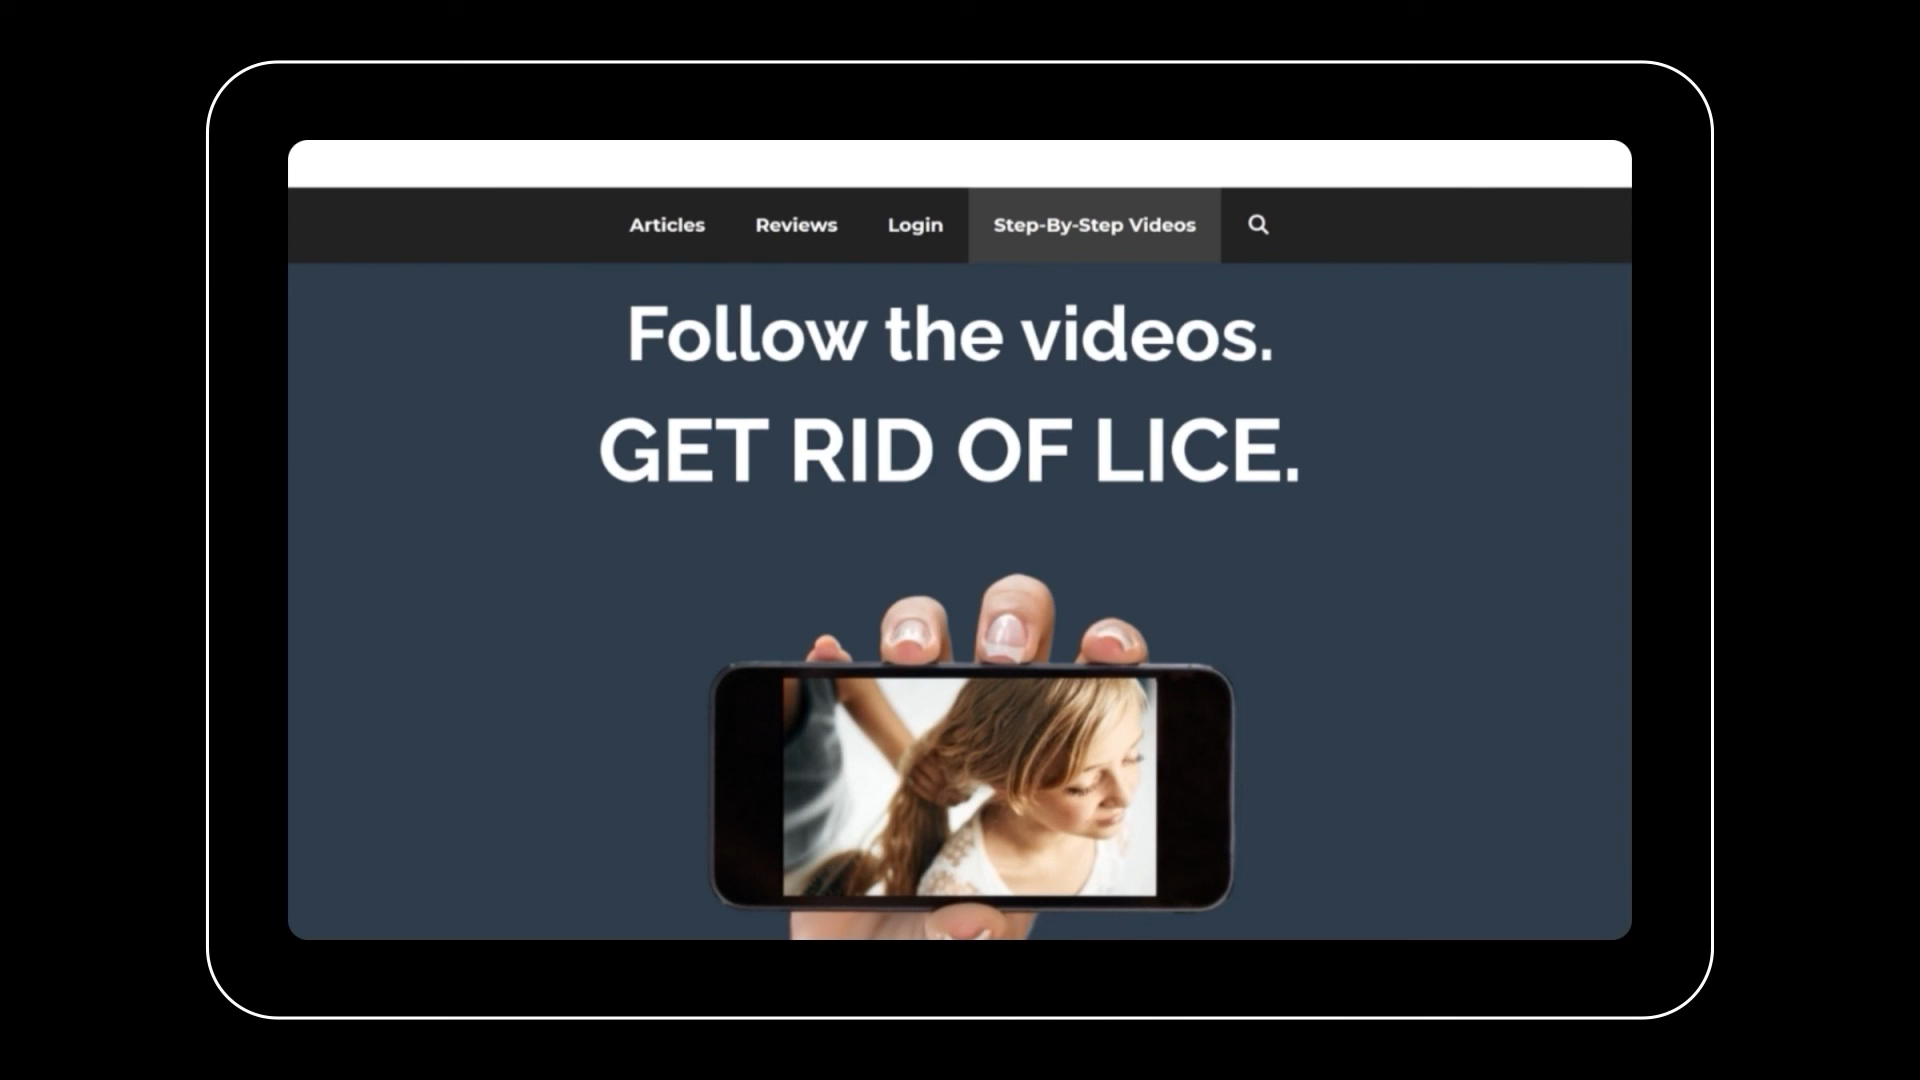 Articles Reviews Login Step-By-Step Videos
Follow the videos.
GET RID OF LICE.